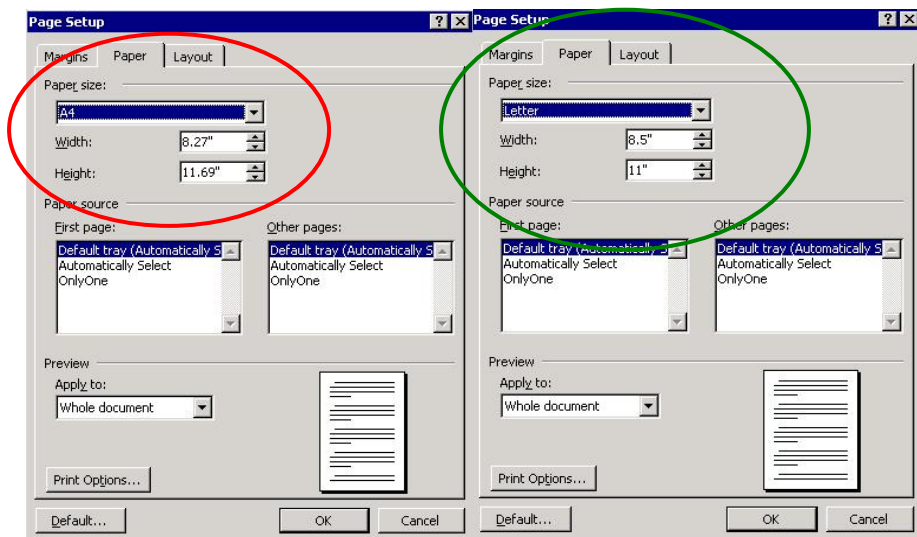 Page Setup
Margins Paper Layout
Paper size:
A4
Width: 8.27"
Height: 11.69"
Paper source
First page: Other pages:
Default tray (Automatically S Default tray (Automatically S
Automatically Select Automatically Select
OnlyOne OnlyOne
Preview
Apply to:
Whole document
Print Options...
Default... OK Cancel
Page Setup
Margins Paper Layout
Paper size:
Letter
Width: 8.5"
Height: 11"
Paper source
First page: Other pages:
Default tray (Automatically S Default tray (Automatically S
Automatically Select Automatically Select
OnlyOne OnlyOne
Preview
Apply to:
Whole document
Print Options...
Default... OK Cancel